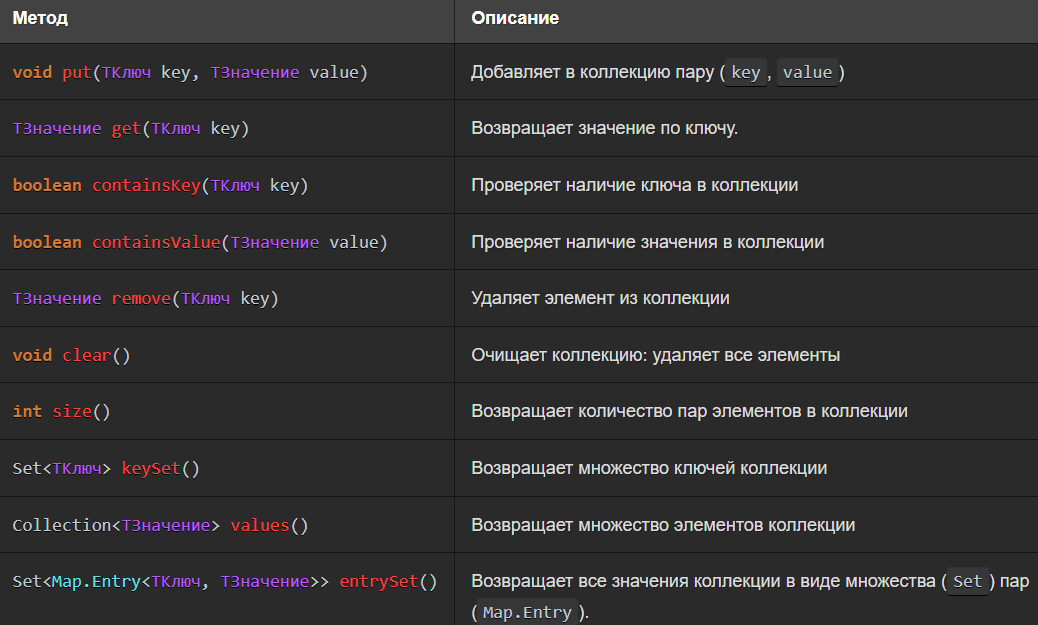 Метод Описание
void put(TКлюч key, TЗначение value) Добавляет в коллекцию пару ( key , value )
TЗначение get(TКлюч key) Возвращает значение по ключу.
boolean containsKey(TКлюч key) Проверяет наличие ключа в коллекции
boolean containsValue(TЗначение value) Проверяет наличие значения в коллекции
TЗначение remove(TКлюч key) Удаляет элемент из коллекции
void clear() Очищает коллекцию: удаляет все элементы
int size() Возвращает количество пар элементов в коллекции
Set<TКлюч> keySet() Возвращает множество ключей коллекции
Collection<TЗначение> values() Возвращает множество элементов коллекции
Set<Map.Entry<TКлюч, TЗначение>> entrySet() Возвращает все значения коллекции в виде множества ( Set ) пар
( Map.Entry ).